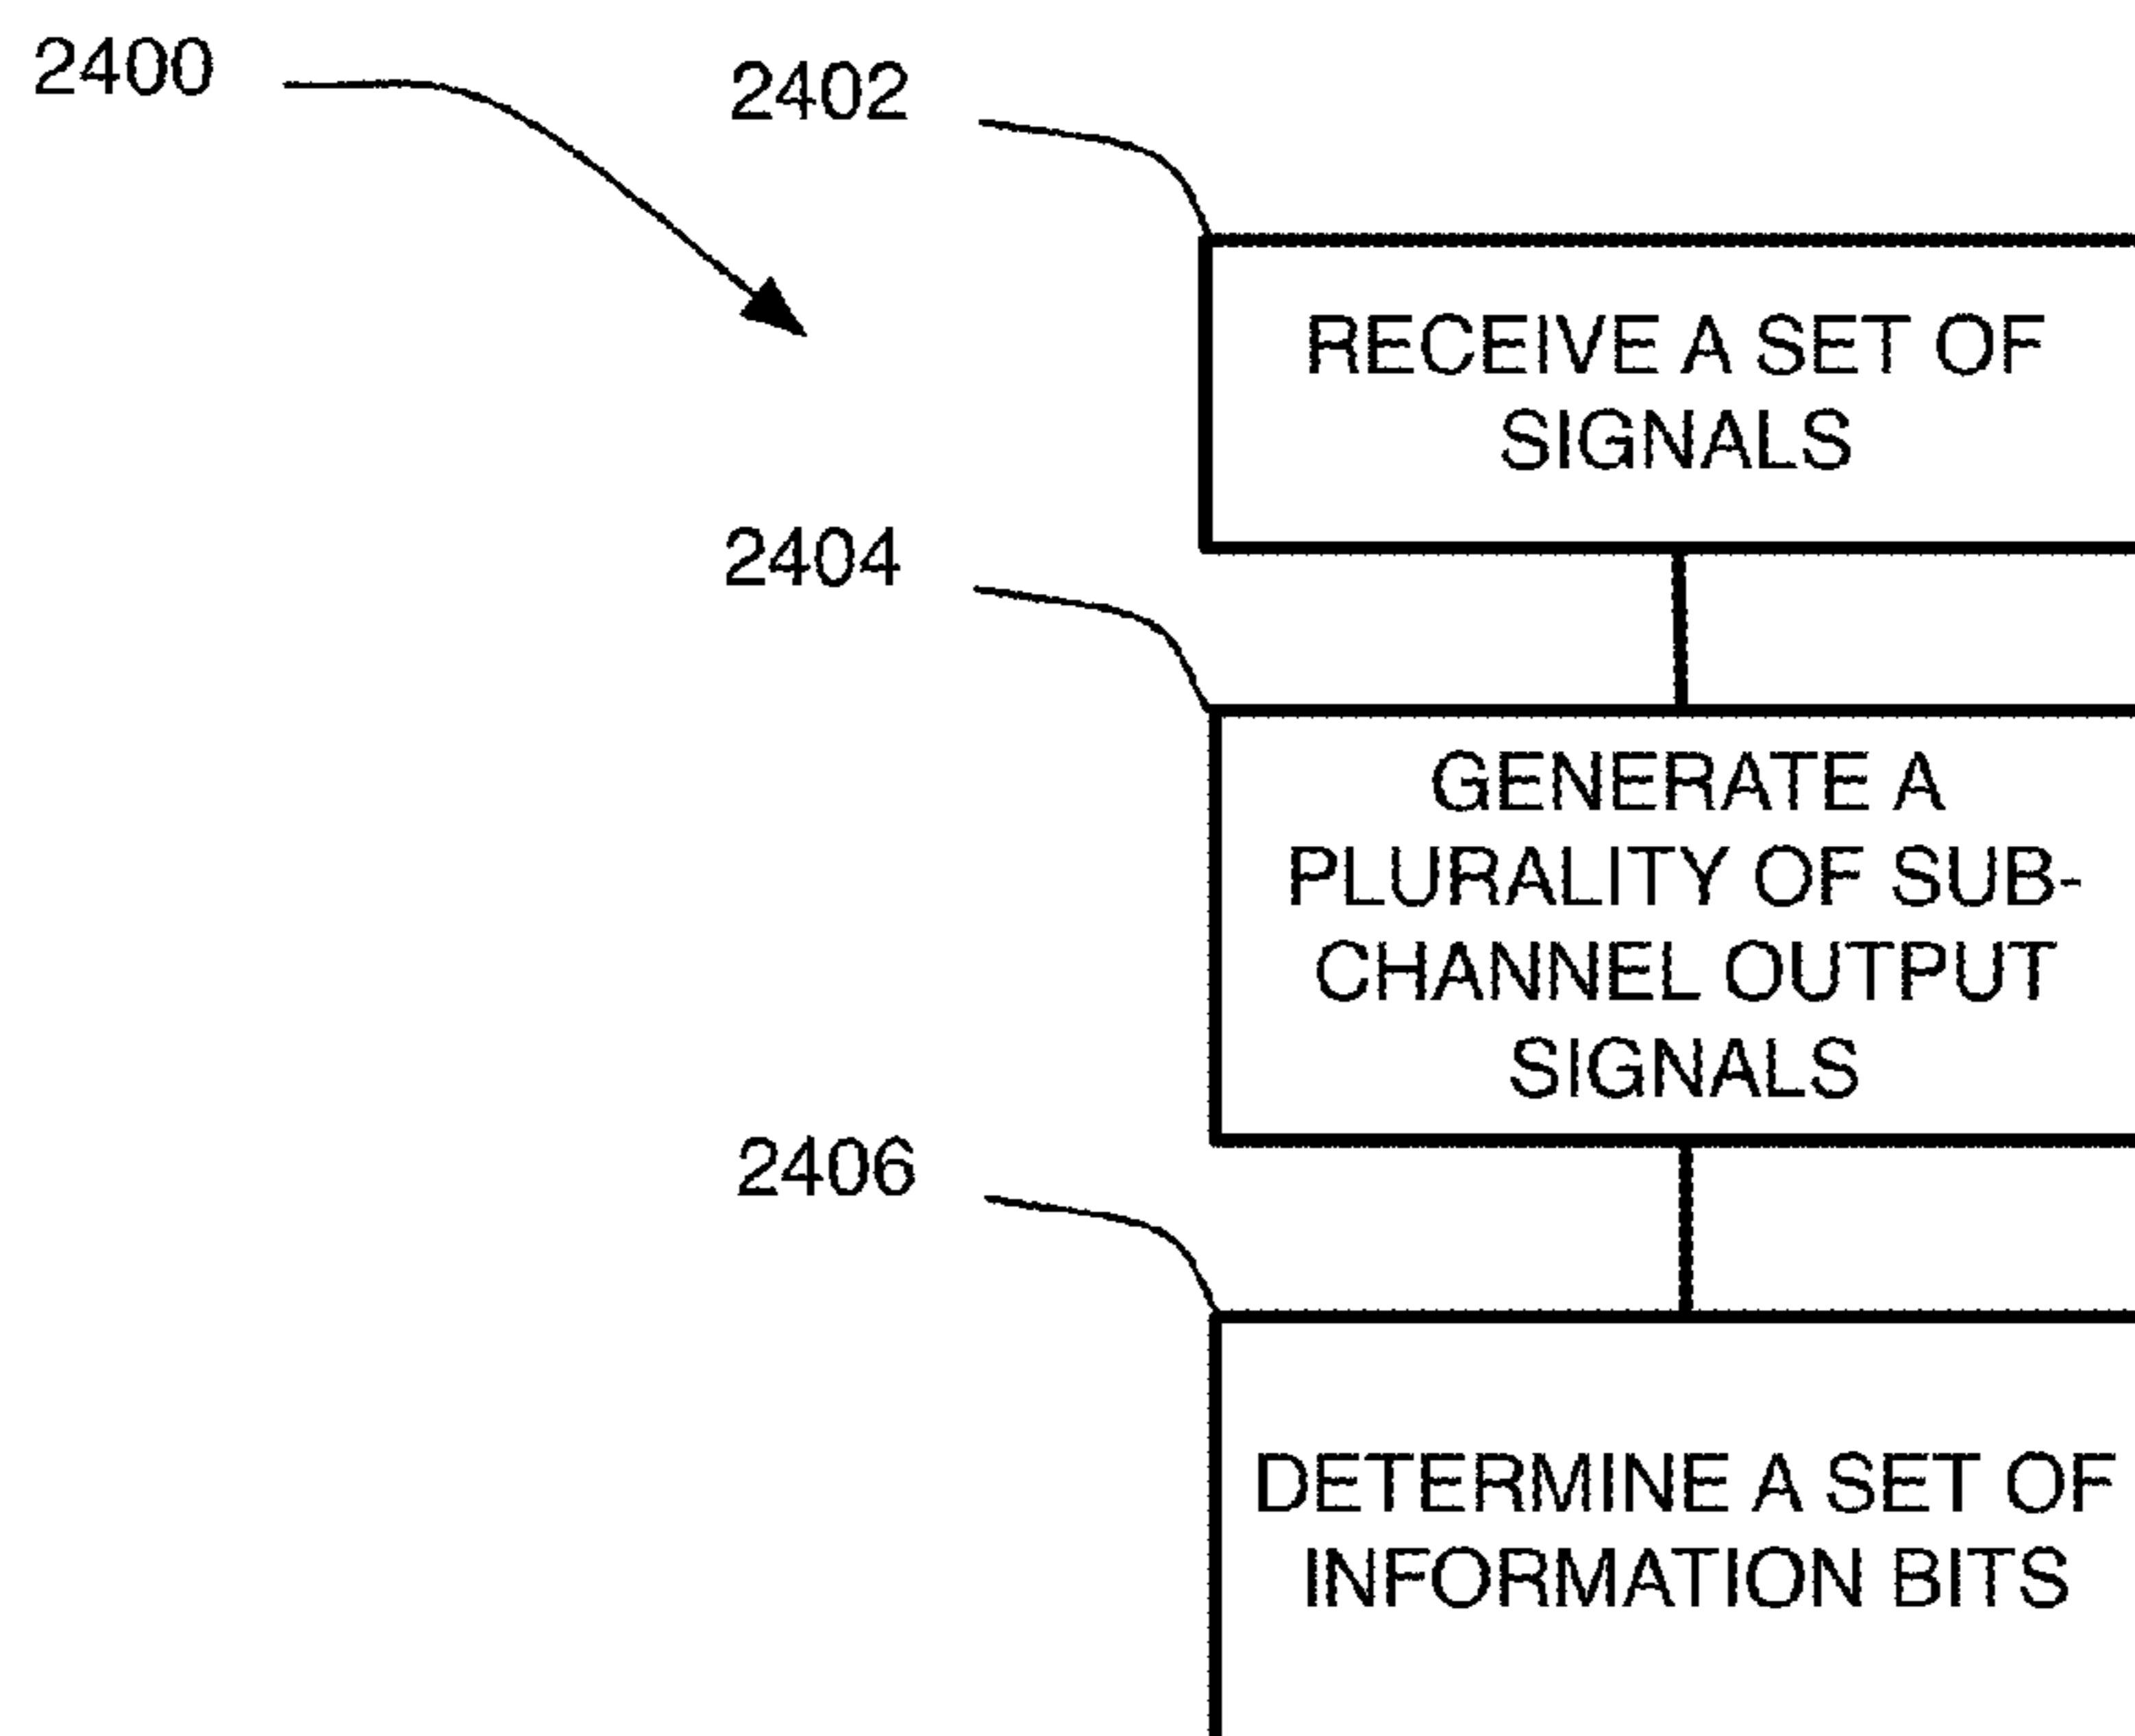 2400
2402
RECEIVE A SET OF
SIGNALS
2404
GENERATE A
PLURALITY OF SUB-
CHANNEL OUTPUT
SIGNALS
2406
DETERMINE A SET OF
INFORMATION BITS